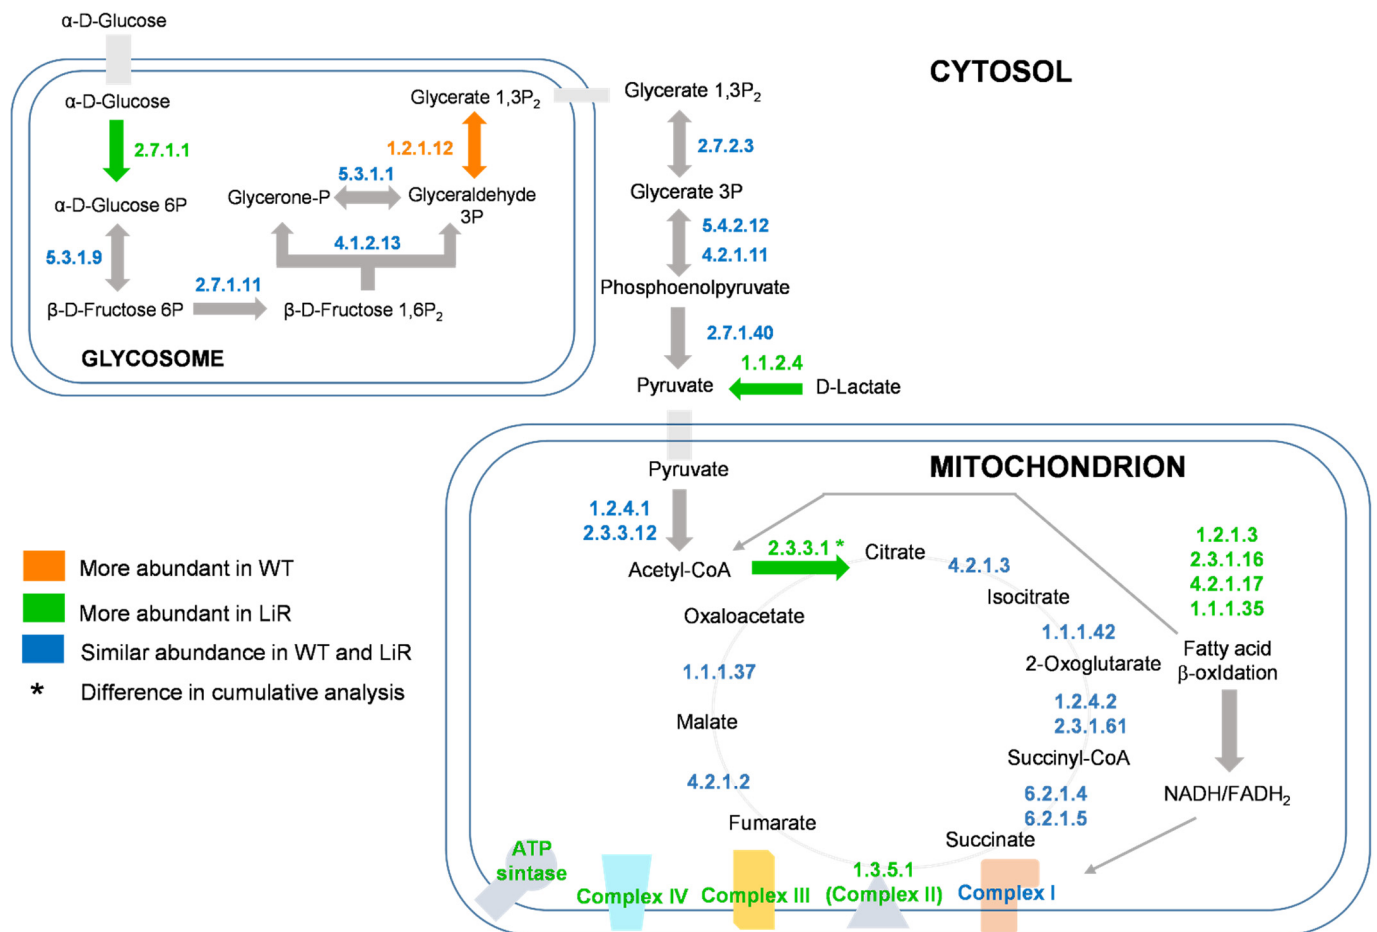 α-D-Glucose
CYTOSOL
α-D-Glucose
2.7.1.1
α-D-Glucose 6P
5.3.1.9
β-D-Fructose 6P
2.7.1.11
β-D-Fructose 1,6P₂
4.1.2.13
Glycerone-P
5.3.1.1
Glyceraldehyde
3P
1.2.1.12
Glycerate 1,3P₂
GLYCOSOME
Glycerate 1,3P₂
2.7.2.3
Glycerate 3P
5.4.2.12
4.2.1.11
Phosphoenolpyruvate
2.7.1.40
1.1.2.4
Pyruvate
D-Lactate
MITOCHONDRION
Pyruvate
1.2.4.1
2.3.3.12
Acetyl-CoA
2.3.3.1 *
Citrate
4.2.1.3
Isocitrate
1.1.1.42
2-Oxoglutarate
1.2.4.2
2.3.1.61
Succinyl-CoA
6.2.1.4
6.2.1.5
Succinate
Fumarate
4.2.1.2
Malate
1.1.1.37
Oxaloacetate
1.2.1.3
2.3.1.16
4.2.1.17
1.1.1.35
Fatty acid
β-oxIdation
NADH/FADH₂
ATP
sintase
Complex IV
Complex III
1.3.5.1
(Complex II)
Complex I
More abundant in WT
More abundant in LiR
Similar abundance in WT and LiR
* Difference in cumulative analysis